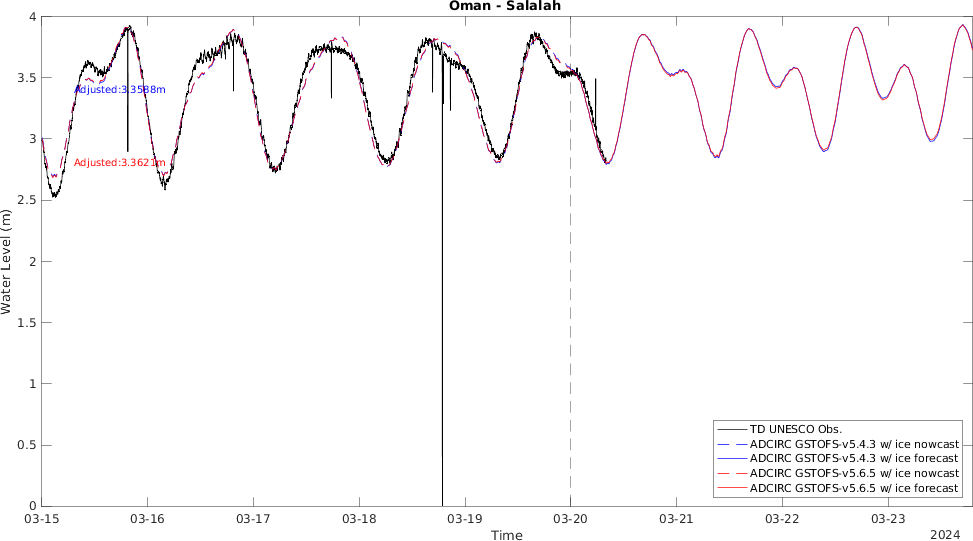 Oman - Salalah
4
3.5
3
2.5
2
1.5
1
0.5
0
Water Level (m)
Adjusted:3.3588m
Adjusted:3.3621m
TD UNESCO Obs.
ADCIRC GSTOFS-v5.4.3 w/ ice nowcast
ADCIRC GSTOFS-v5.4.3 w/ ice forecast
ADCIRC GSTOFS-v5.6.5 w/ ice nowcast
ADCIRC GSTOFS-v5.6.5 w/ ice forecast
03-15 03-16 03-17 03-18 03-19 03-20 03-21 03-22 03-23
Time
2024